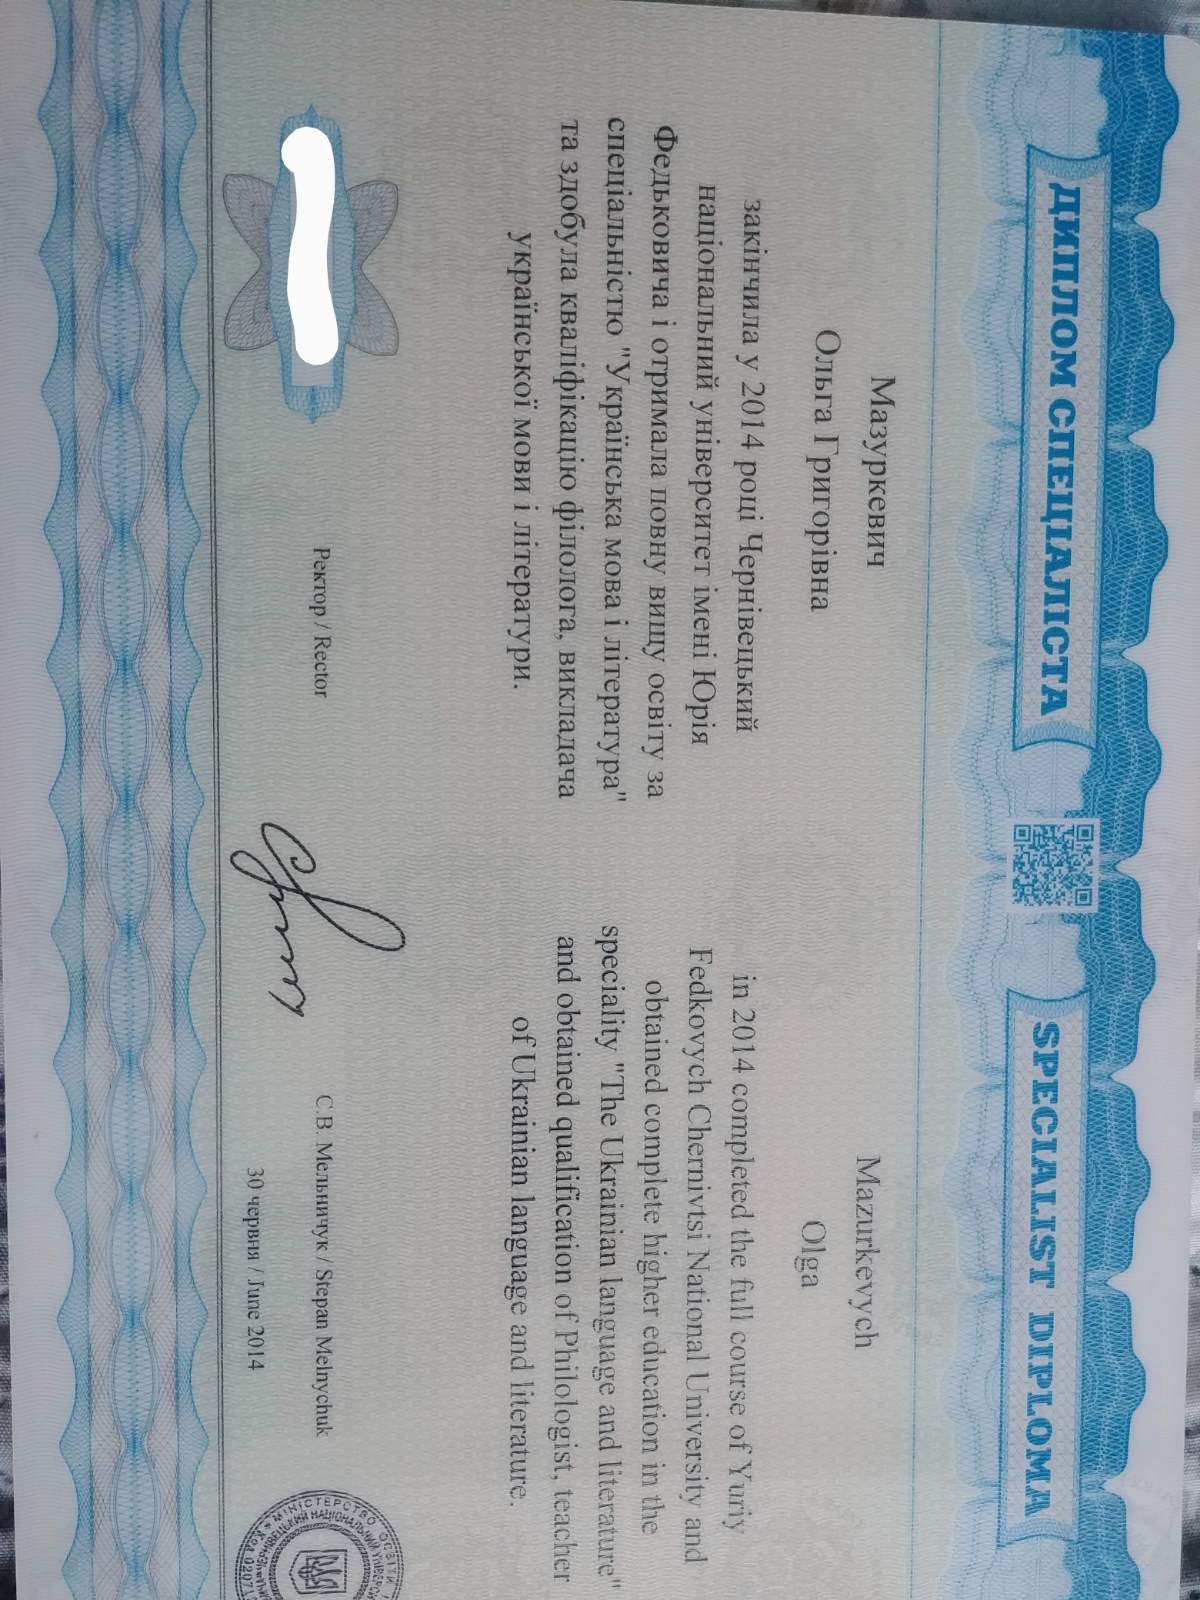 ДИПЛОМ СПЕЦІАЛІСТА
Мазуркевич
Ольга Григорівна
закінчила у 2014 році Чернівецький
національний університет імені Юрія
Федьковича і отримала повну вищу освіту за
спеціальністю "Українська мова і література"
та здобула кваліфікацію філолога, викладача
української мови і літератури.
SPECIALIST DIPLOMA
Mazurkevych
Olga
in 2014 completed the full course of Yuriy
Fedkovych Chernivtsi National University and
obtained complete higher education in the
speciality "The Ukrainian language and literature"
and obtained qualification of Philologist, teacher
of Ukrainian language and literature.
Ректор / Rector
С.В. Мельничук / Stepan Melnychuk
30 червня / June 2014
МІНІСТЕРСТВО ОСВІТИ